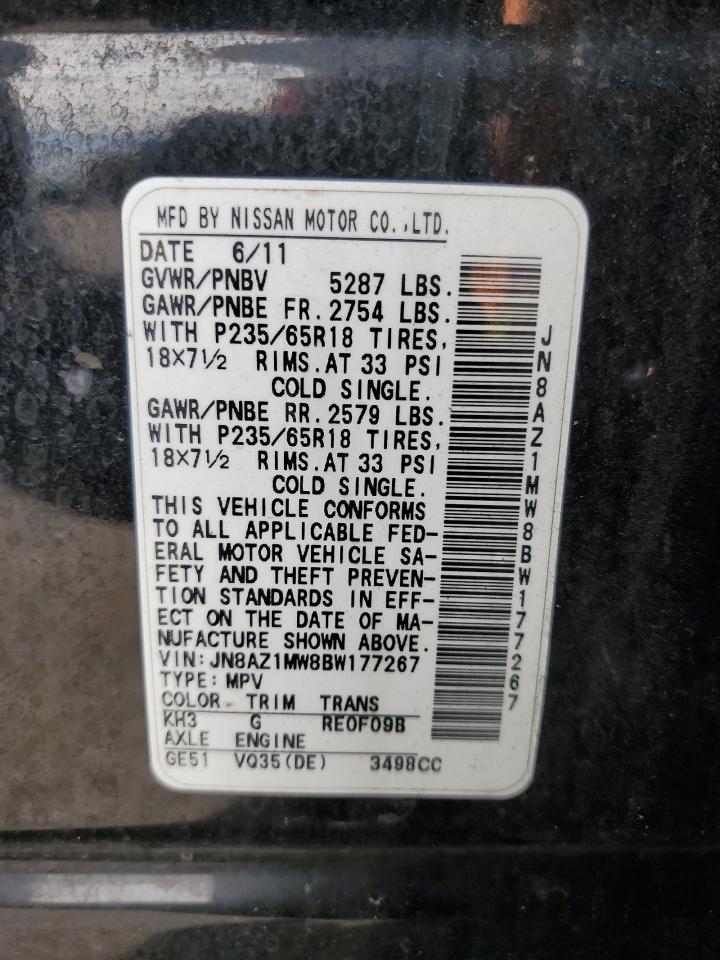 MFD BY NISSAN MOTOR CO.,LTD.
DATE 6/11
GVWR/PNBV 5287 LBS.
GAWR/PNBE FR. 2754 LBS.
WITH P235/65R18 TIRES,
18X7½ RIMS. AT 33 PSI
COLD SINGLE.
GAWR/PNBE RR. 2579 LBS.
WITH P235/65R18 TIRES,
18X7½ RIMS. AT 33 PSI
COLD SINGLE.
THIS VEHICLE CONFORMS
TO ALL APPLICABLE FED-
ERAL MOTOR VEHICLE SA-
FETY AND THEFT PREVEN-
TION STANDARDS IN EFF-
ECT ON THE DATE OF MA-
NUFACTURE SHOWN ABOVE.
VIN: JN8AZ1MW8BW177267
TYPE: MPV
COLOR TRIM TRANS
KH3 G RE0F09B
AXLE ENGINE
GE51 VQ35(DE) 3498CC
JN8AZ1MW8BW177267